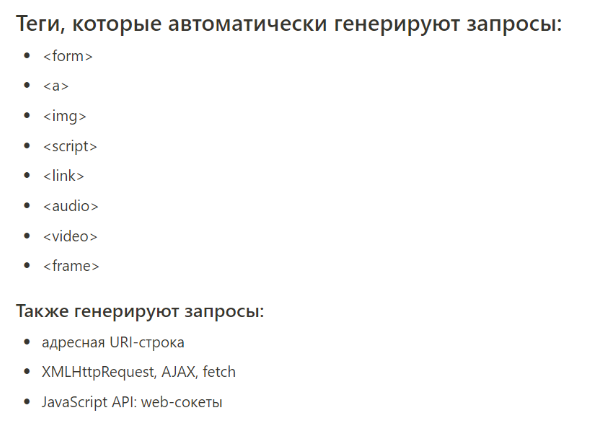 Теги, которые автоматически генерируют запросы:
<form>
<a>
<img>
<script>
<link>
<audio>
<video>
<frame>
Также генерируют запросы:
адресная URI-строка
XMLHttpRequest, AJAX, fetch
JavaScript API: web-сокеты